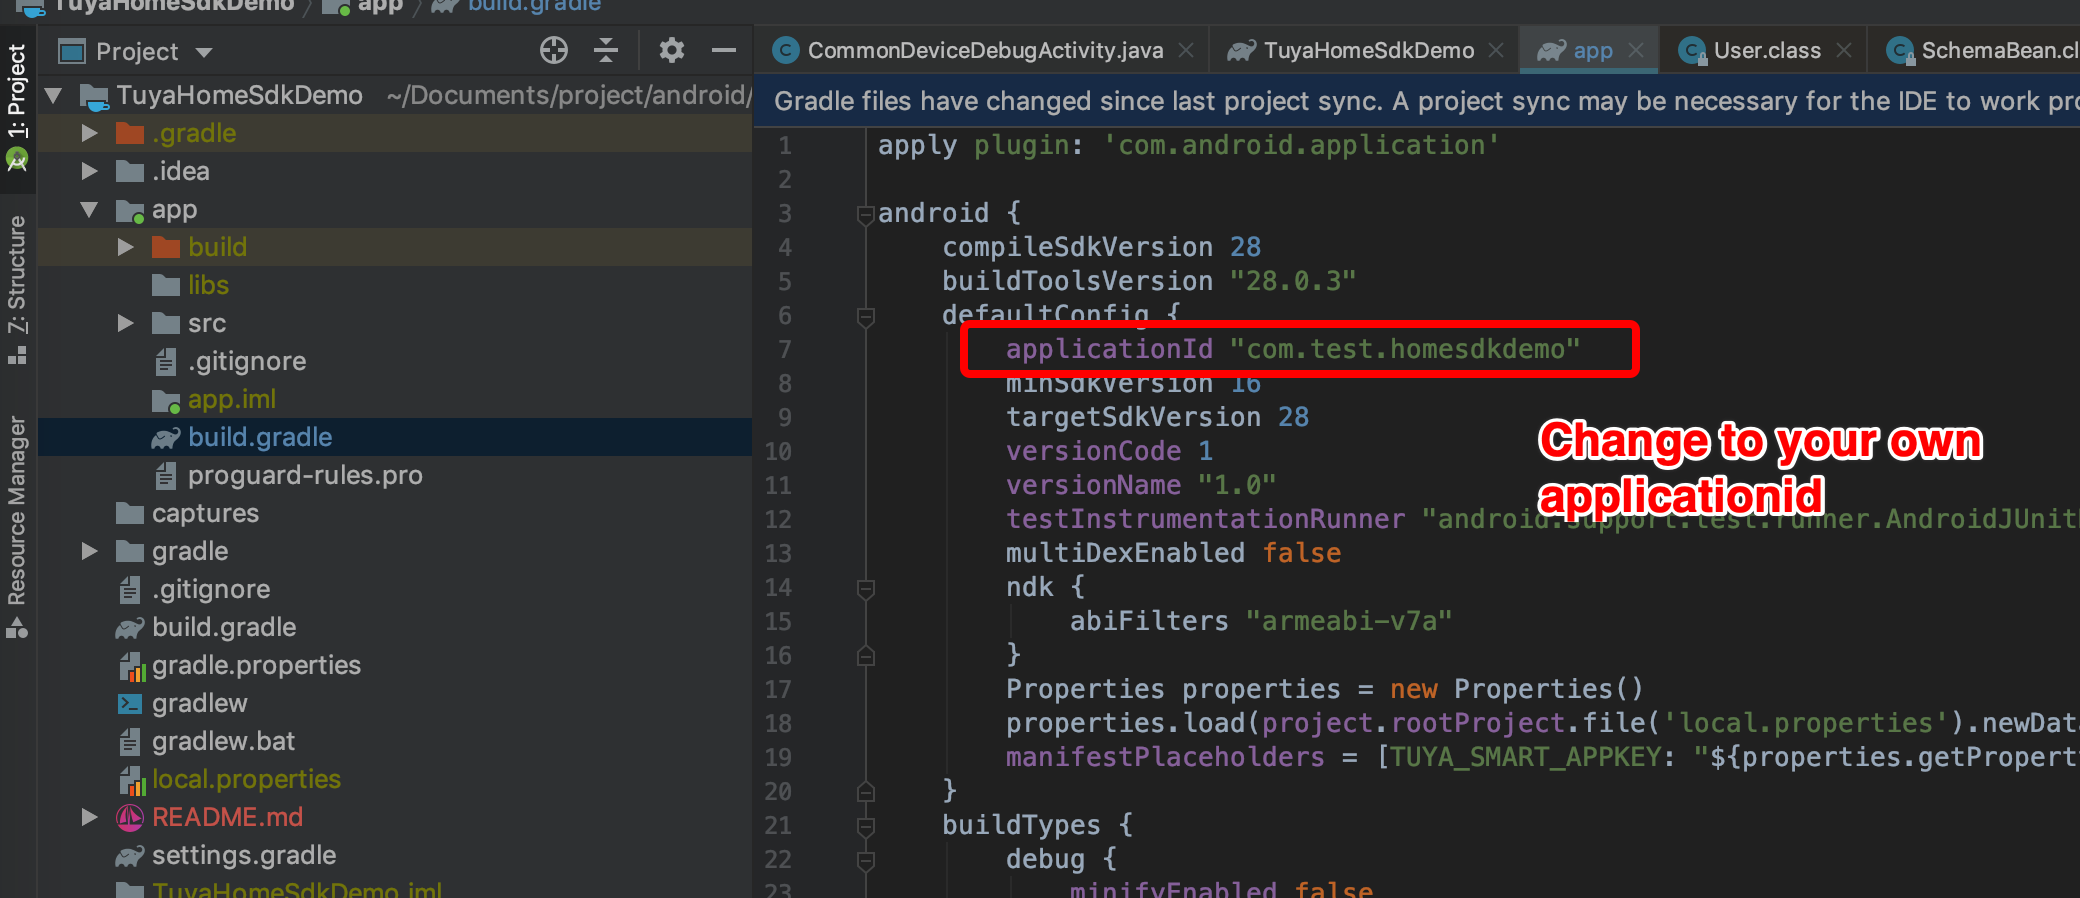 TuyaHomeSdkDemo app build.gradle
1: Project
7: Structure
Resource Manager
Project
TuyaHomeSdkDemo ~/Documents/project/android/
.gradle
.idea
app
build
libs
src
.gitignore
app.iml
build.gradle
proguard-rules.pro
captures
gradle
.gitignore
build.gradle
gradle.properties
gradlew
gradlew.bat
local.properties
README.md
settings.gradle
TuyaHomeSdkDemo.iml
CommonDeviceDebugActivity.java TuyaHomeSdkDemo app User.class SchemaBean.cl
Gradle files have changed since last project sync. A project sync may be necessary for the IDE to work pro
1 apply plugin: 'com.android.application'
2
3 android {
4 compileSdkVersion 28
5 buildToolsVersion "28.0.3"
6 defaultConfig {
7 applicationId "com.test.homesdkdemo"
8 minSdkVersion 16
9 targetSdkVersion 28
10 versionCode 1
11 versionName "1.0"
12 testInstrumentationRunner "android.support.test.runner.AndroidJUnitR
13 multiDexEnabled false
14 ndk {
15 abiFilters "armeabi-v7a"
16 }
17 Properties properties = new Properties()
18 properties.load(project.rootProject.file('local.properties').newData
19 manifestPlaceholders = [TUYA_SMART_APPKEY: "${properties.getPropert
20 }
21 buildTypes {
22 debug {
23 minifyEnabled false
Change to your own
applicationid